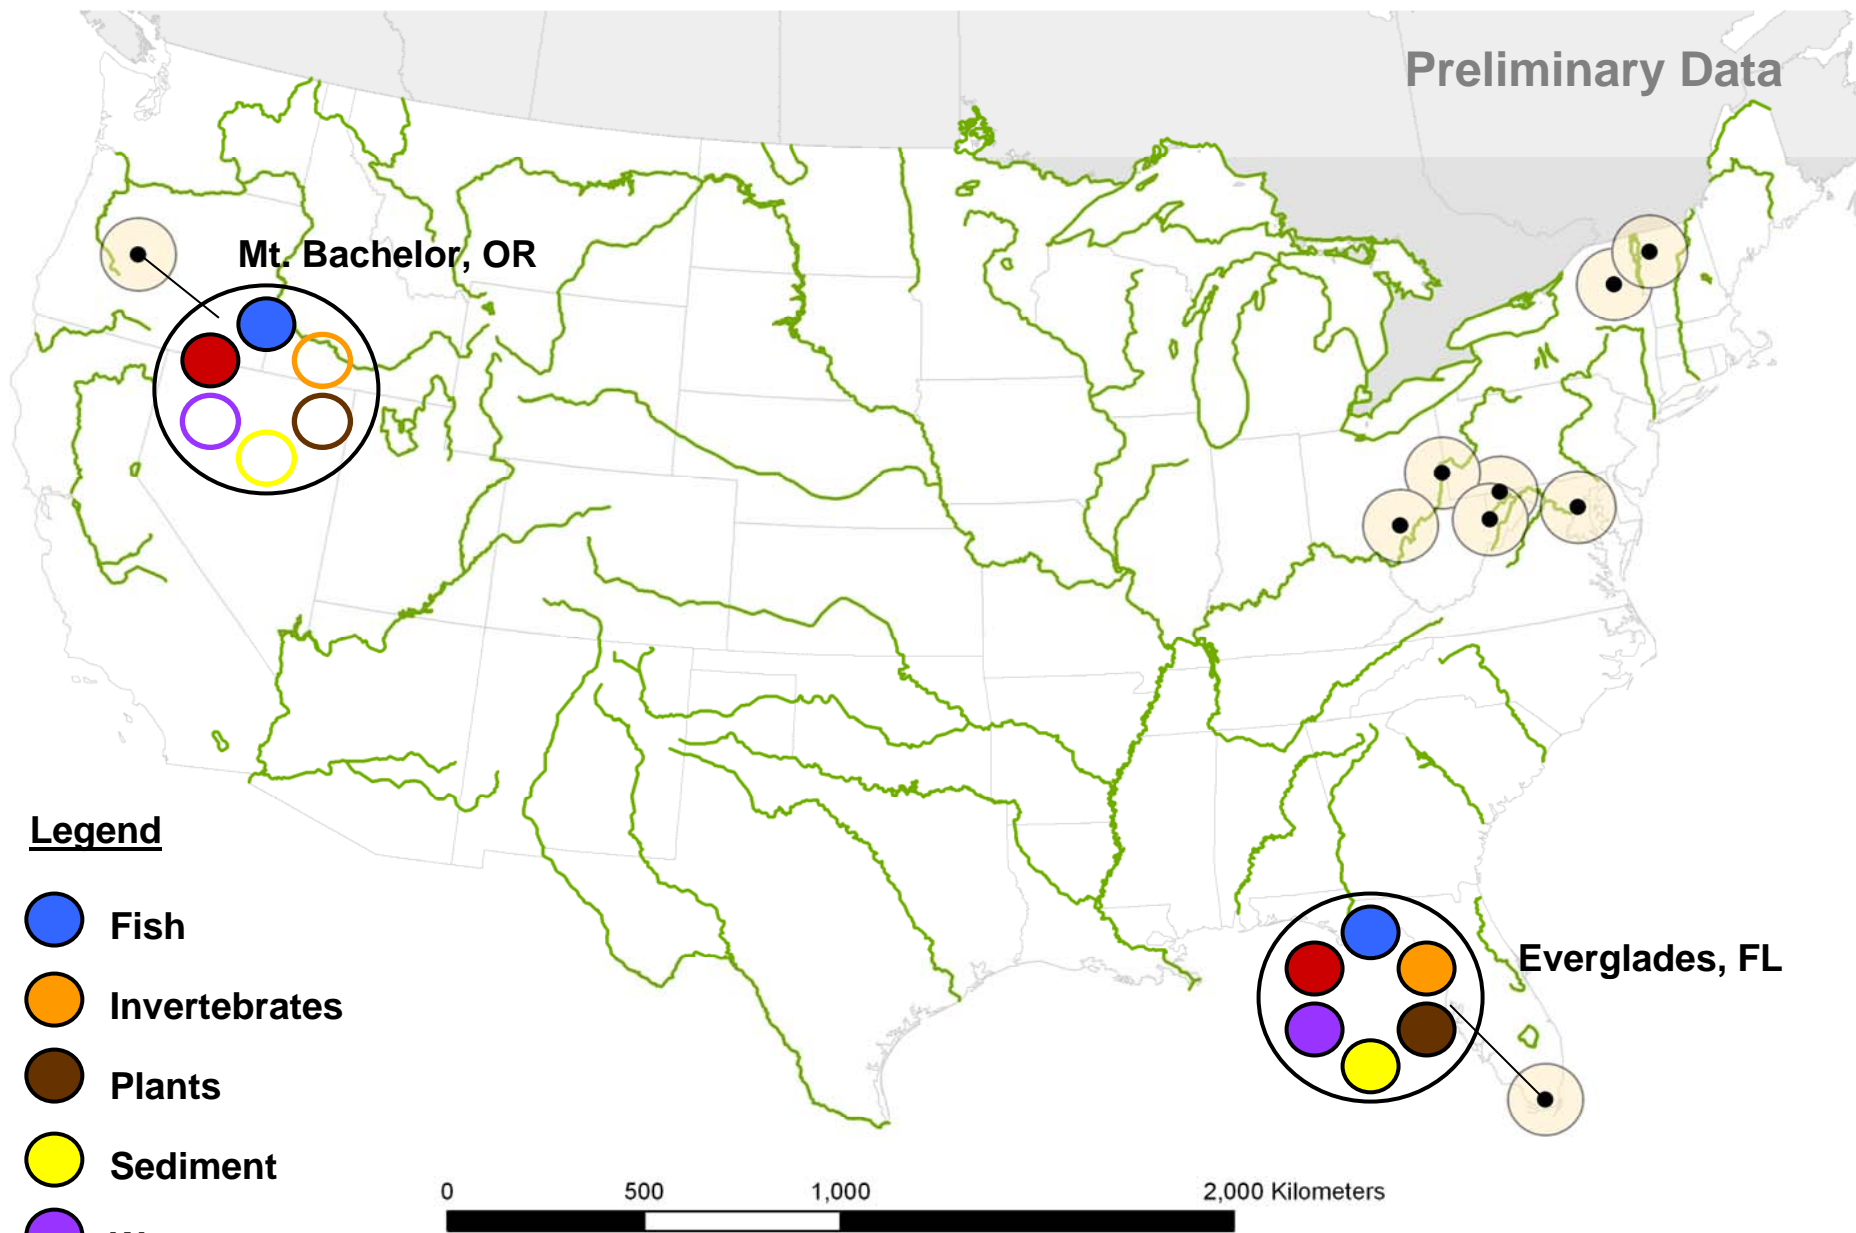 Preliminary Data
Mt. Bachelor, OR
Legend
Fish
Everglades, FL
Invertebrates
Plants
Sediment
0 500 1,000 2,000 Kilometers